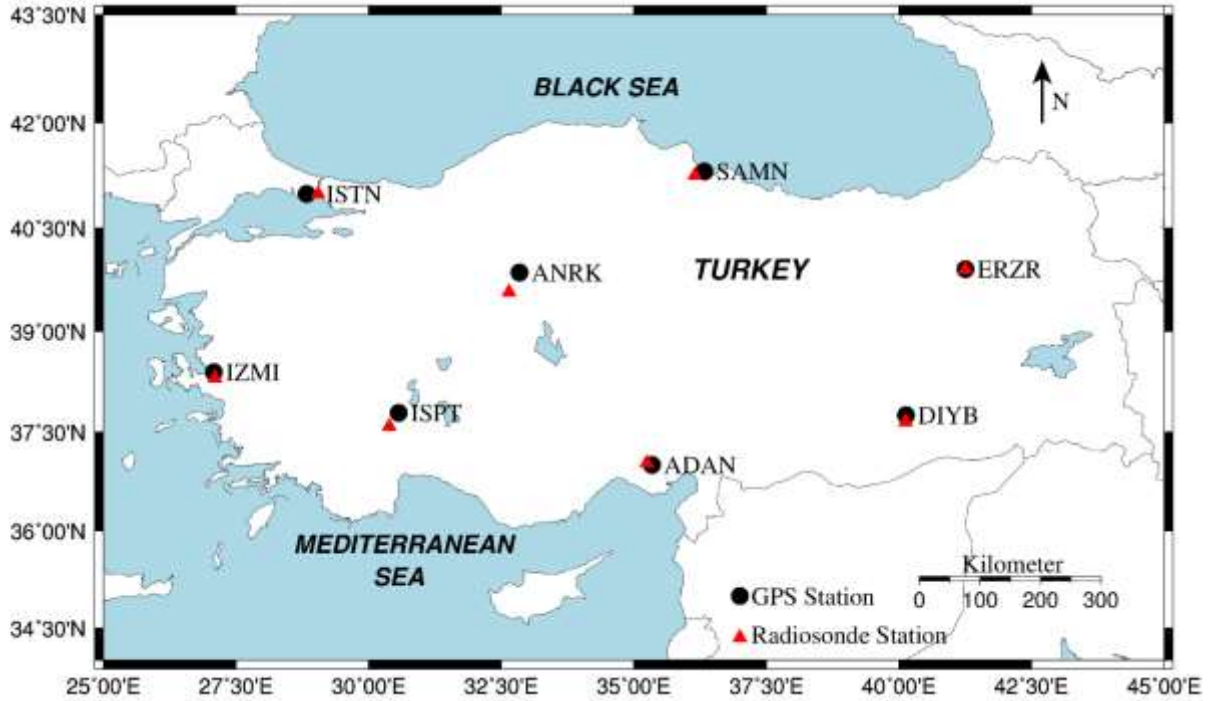 43°30'N
BLACK SEA
N
42°00'N
SAMN
ISTN
40°30'N
TURKEY
ERZR
ANRK
39°00'N
IZMI
ISPT
DIYB
37°30'N
ADAN
36°00'N
MEDITERRANEAN
SEA
Kilometer
0 100 200 300
GPS Station
34°30'N
Radiosonde Station
25°00'E 27°30'E 30°00'E 32°30'E 35°00'E 37°30'E 40°00'E 42°30'E 45°00'E